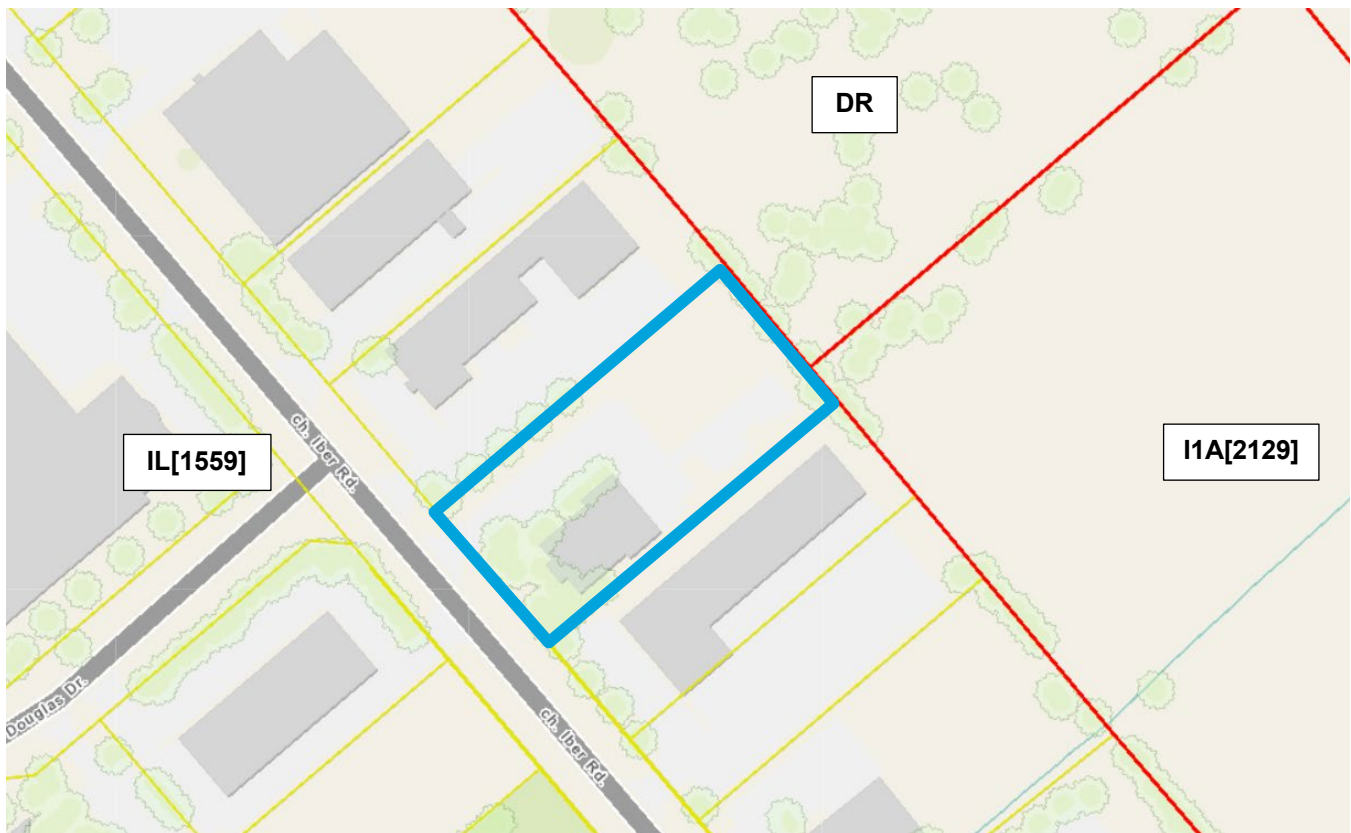 DR
ch. Iber Rd.
IL[1559]
I1A[2129]
Douglas Dr.
ch. Iber Rd.